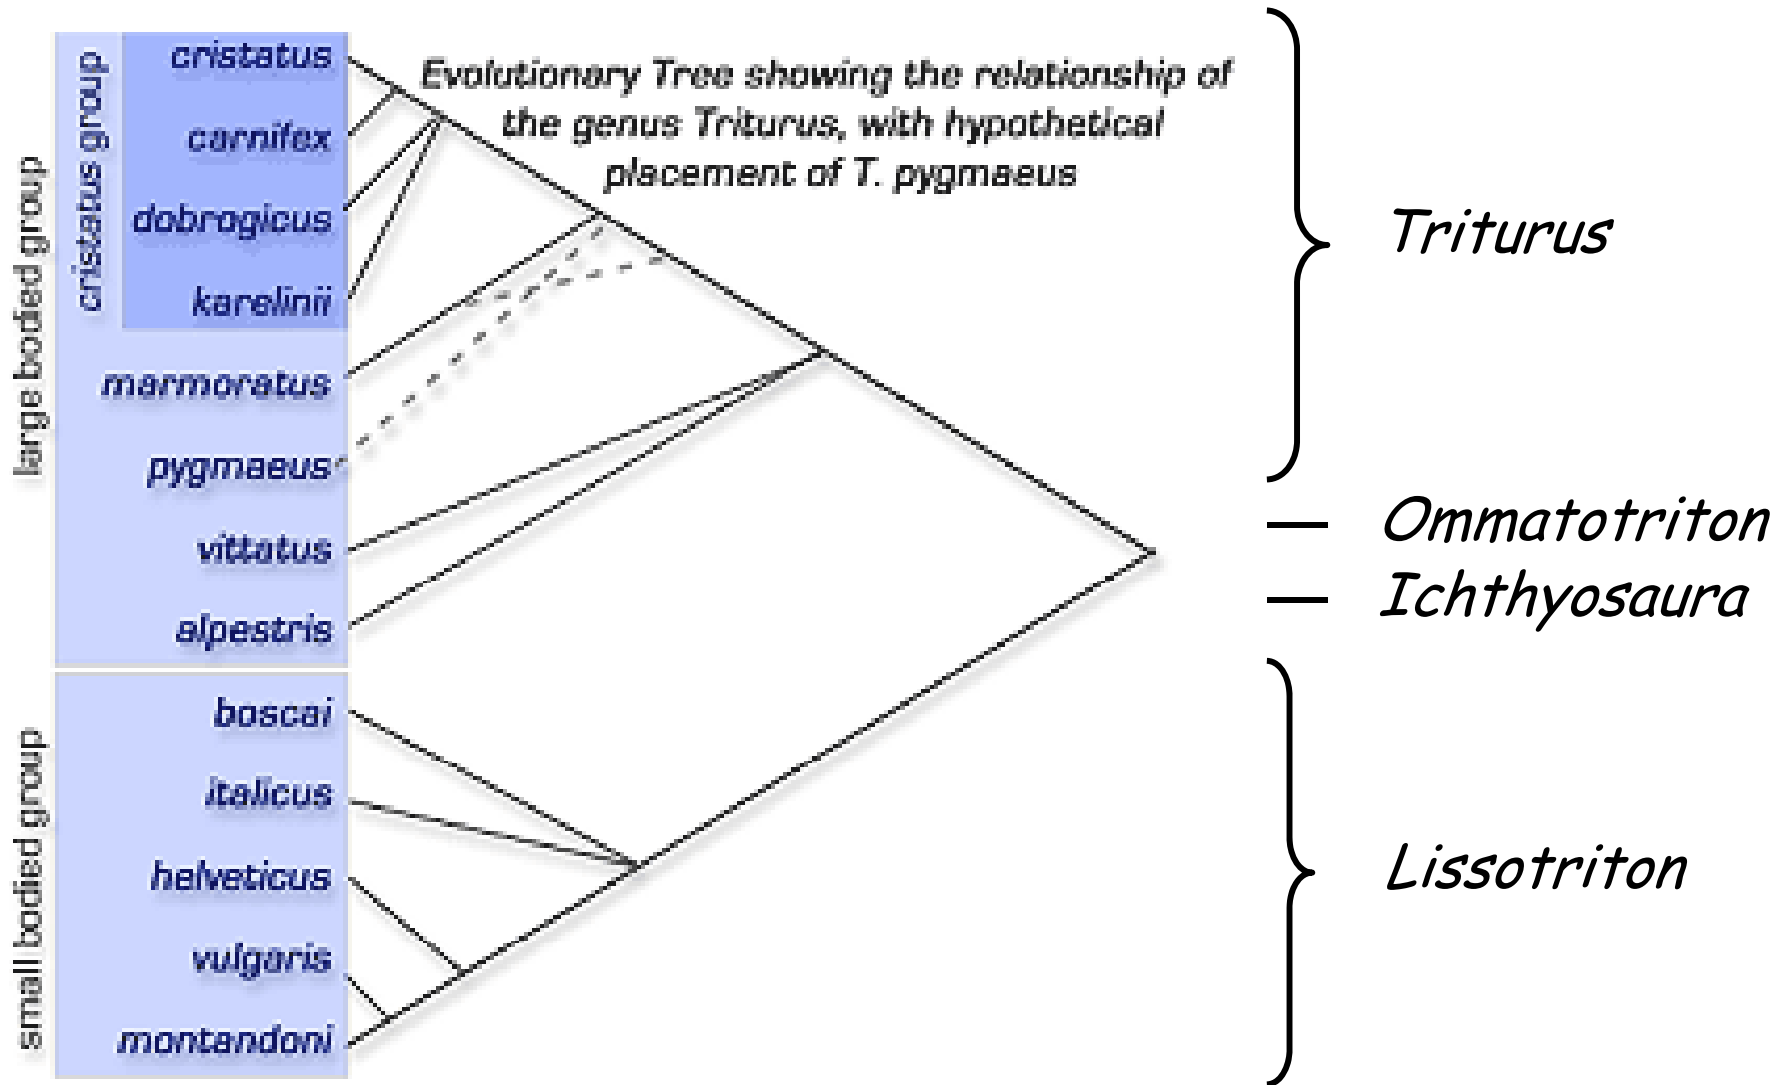 large bodied group
cristatus group
cristatus
carnifex
dobrogicus
karelinii
marmoratus
pygmaeus
vittatus
alpestris
small bodied group
boscai
italicus
helveticus
vulgaris
montandoni
Evolutionary Tree showing the relationship of
the genus Triturus, with hypothetical
placement of T. pygmaeus
Triturus
Ommatotriton
Ichthyosaura
Lissotriton